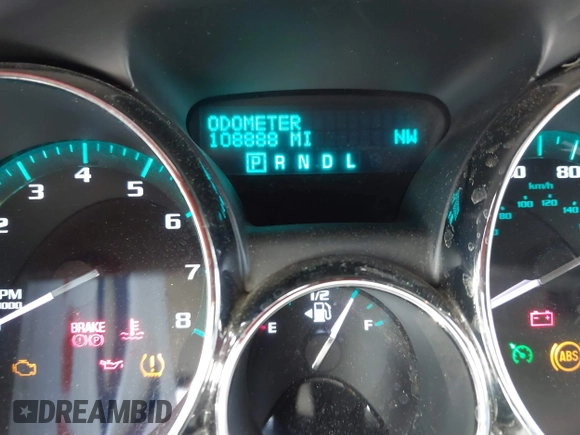 ODOMETER
108888 MI NW
P R N D L
2 3 4 5 6 7 8
PM
BRAKE
P
1/2
E F
80
km/h
80 100 120 140
ABS
DREAMBID